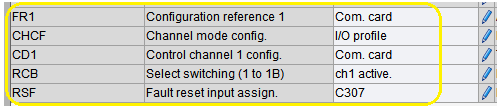 FR1 Configuration reference 1 Com. card
CHCF Channel mode config. I/O profile
CD1 Control channel 1 config. Com. card
RCB Select switching (1 to 1B) ch1 active.
RSF Fault reset input assign. C307